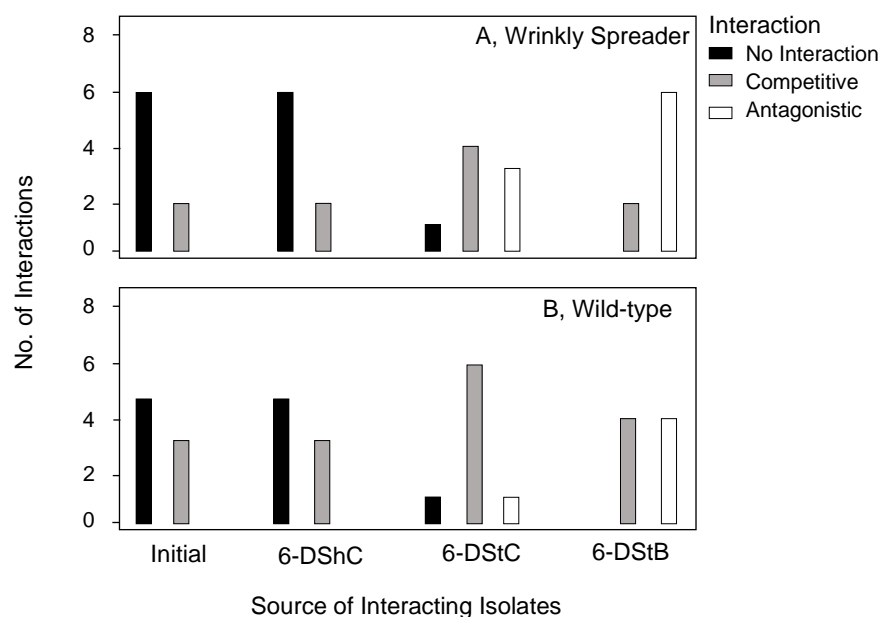 8
6
4
2
0
A, Wrinkly Spreader
Interaction
No Interaction
Competitive
Antagonistic
No. of Interactions
8
6
4
2
0
B, Wild-type
Initial
6-DShC
6-DStC
6-DStB
Source of Interacting Isolates